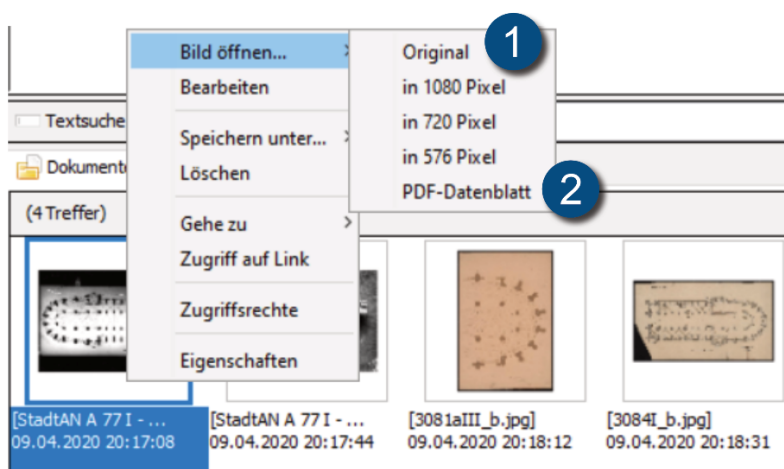 Bild öffnen...
Bearbeiten
Speichern unter...
Löschen
Gehe zu
Zugriff auf Link
Zugriffsrechte
Eigenschaften
Original
in 1080 Pixel
in 720 Pixel
in 576 Pixel
PDF-Datenblatt
1
2
Textsuche
Dokument
(4 Treffer)
[StadtAN A 77 I - ...
09.04.2020 20:17:08
[StadtAN A 77 I - ...
09.04.2020 20:17:44
[3081aIII_b.jpg]
09.04.2020 20:18:12
[3084I_b.jpg]
09.04.2020 20:18:31